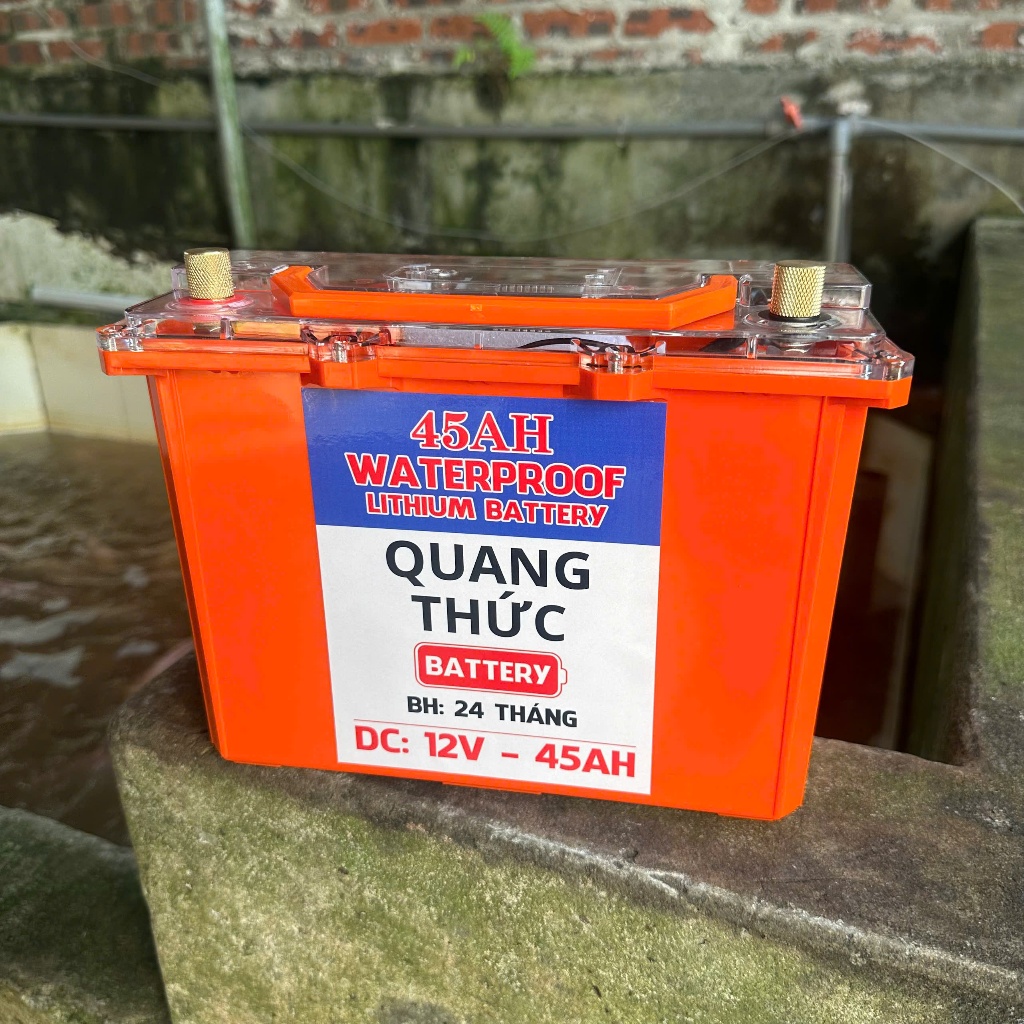 45AH
WATERPROOF
LITHIUM BATTERY
QUANG
THỨC
BATTERY
BH: 24 THÁNG
DC: 12V – 45AH